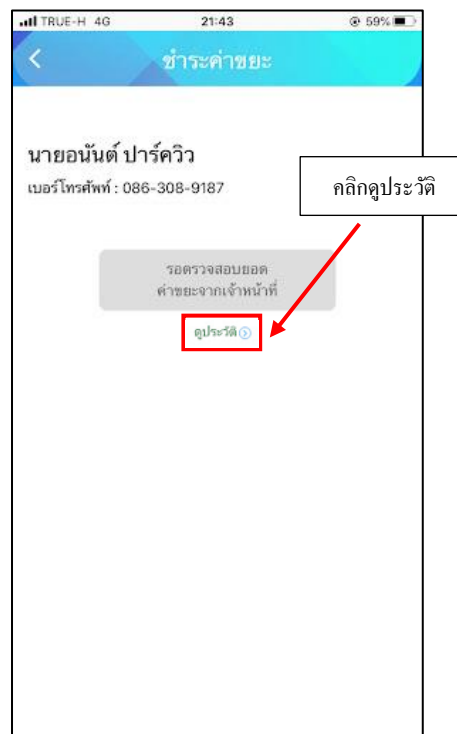 TRUE-H 4G 21:43 59%
ชำระค่าขยะ
นายอนันต์ ปาร์ควิว
เบอร์โทรศัพท์ : 086-308-9187
คลิกดูประวัติ
รอตรวจสอบยอด
ค่าขยะจากเจ้าหน้าที่
ดูประวัติ